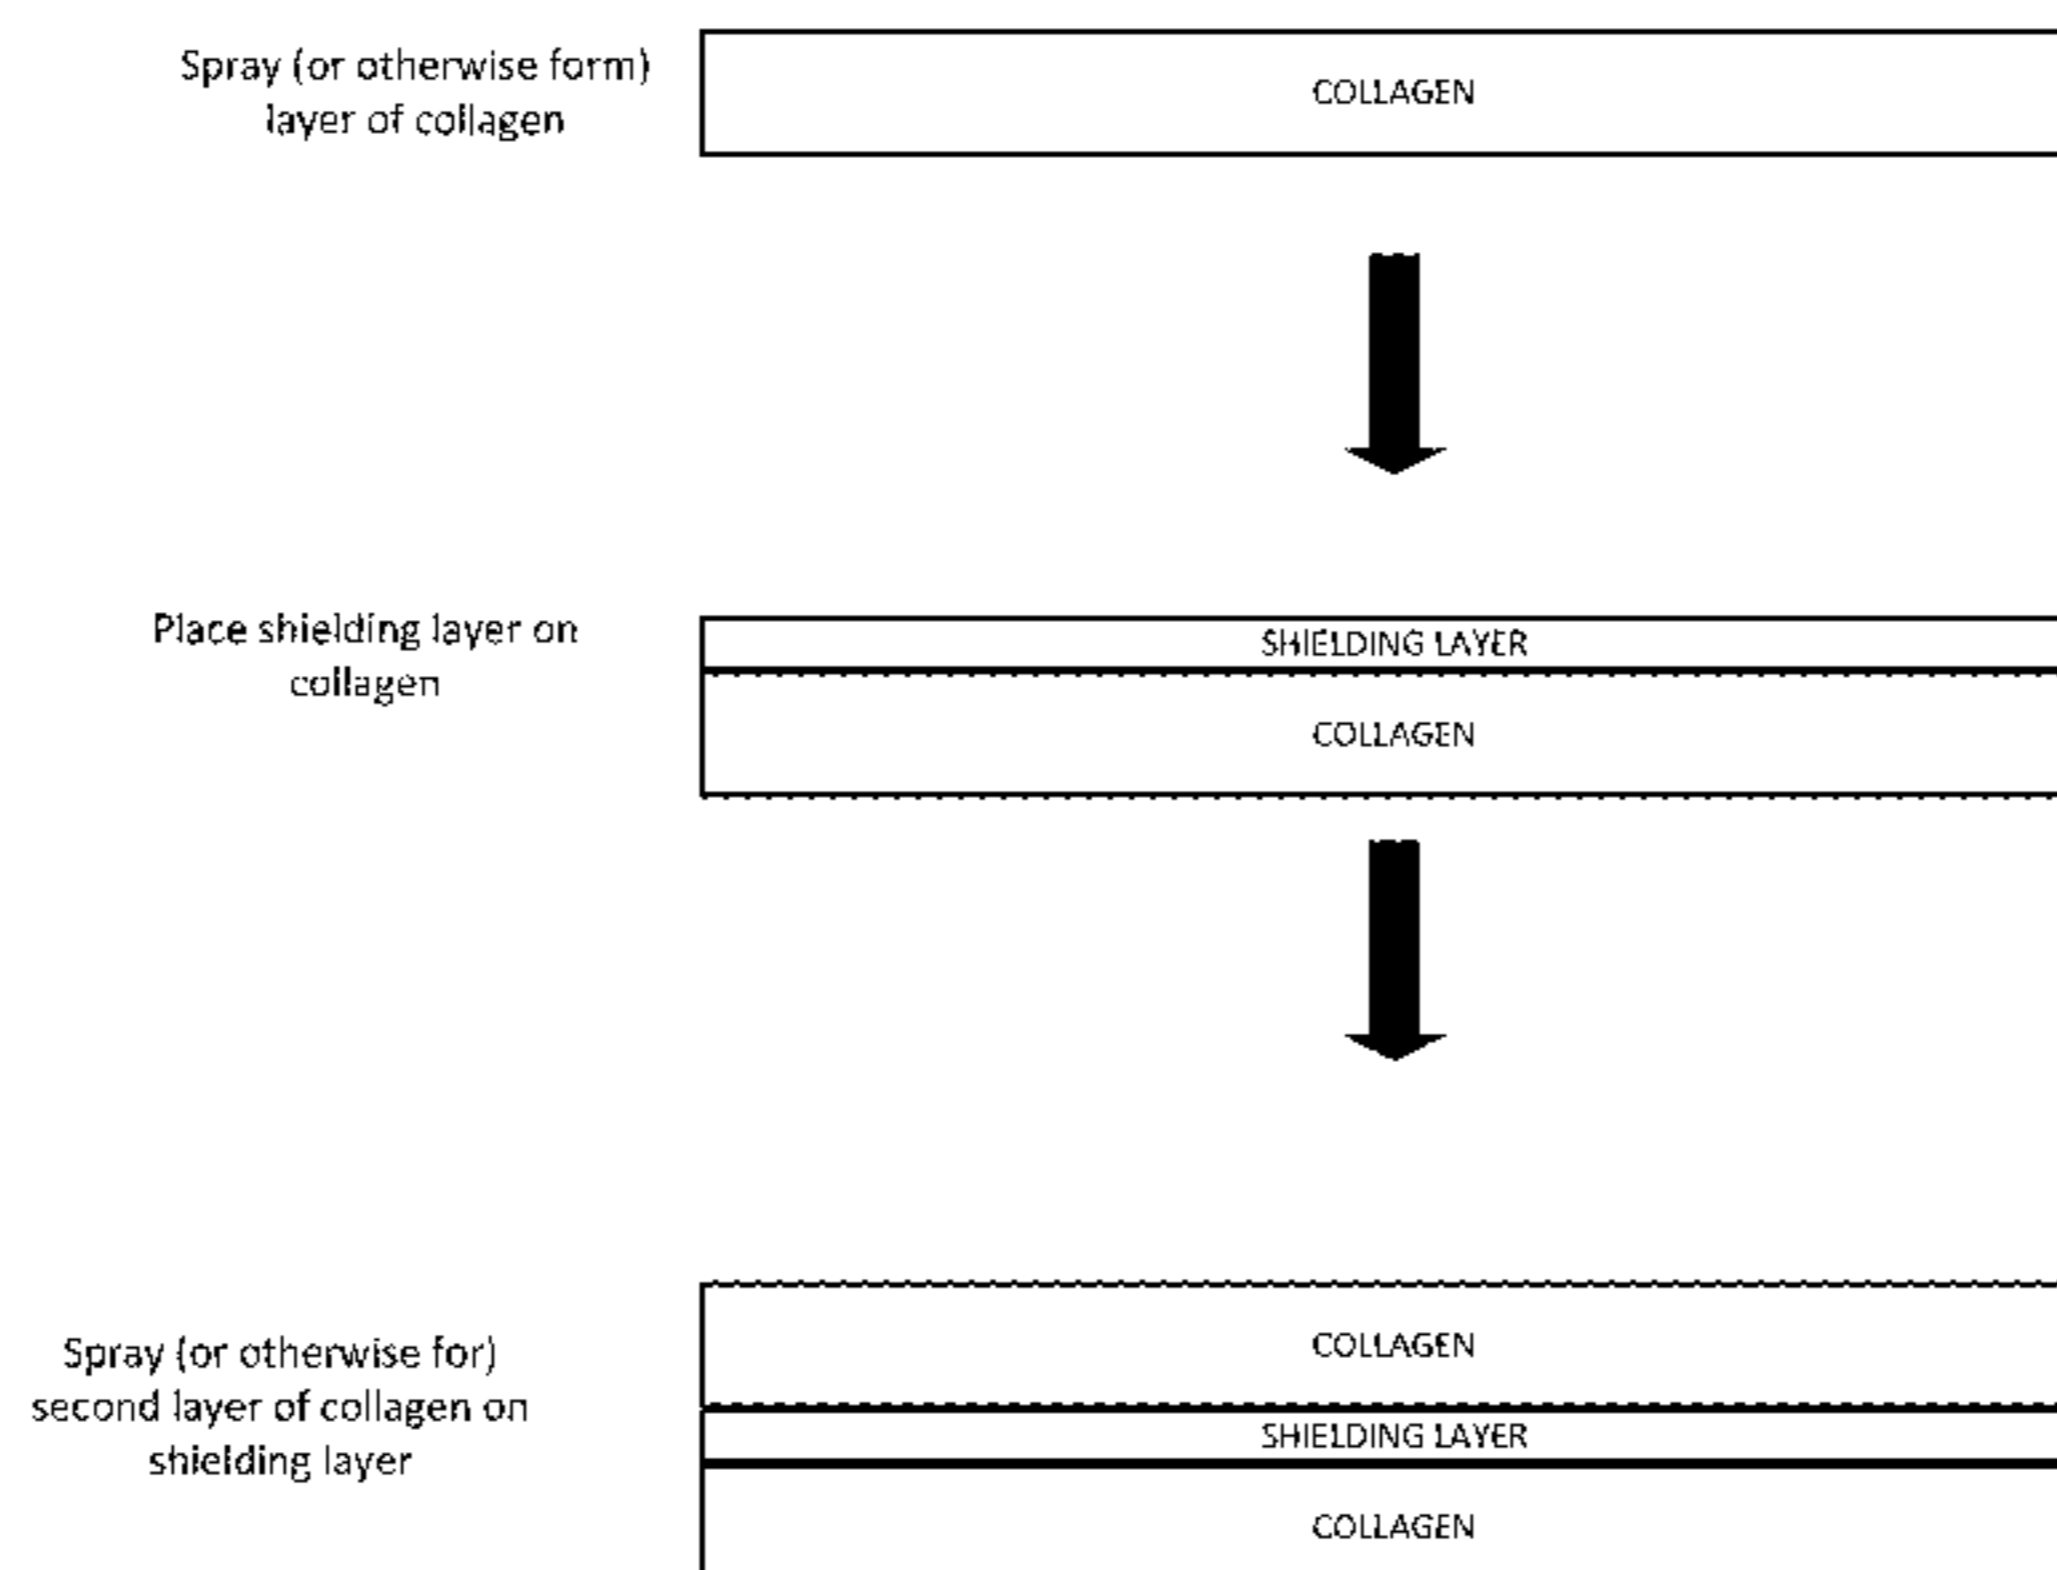 Spray (or otherwise form)
layer of collagen
COLLAGEN
Place shielding layer on
collagen
SHIELDING LAYER
COLLAGEN
Spray (or otherwise for)
second layer of collagen on
shielding layer
COLLAGEN
SHIELDING LAYER
COLLAGEN